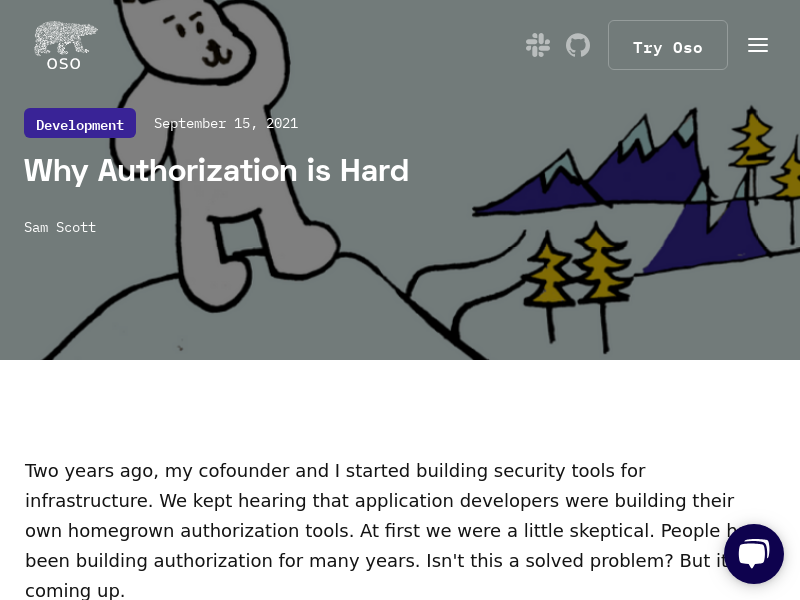 oso
Try Oso
Development
September 15, 2021
Why Authorization is Hard
Sam Scott
Two years ago, my cofounder and I started building security tools for
infrastructure. We kept hearing that application developers were building their
own homegrown authorization tools. At first we were a little skeptical. People
been building authorization for many years. Isn't this a solved problem? But
coming up.